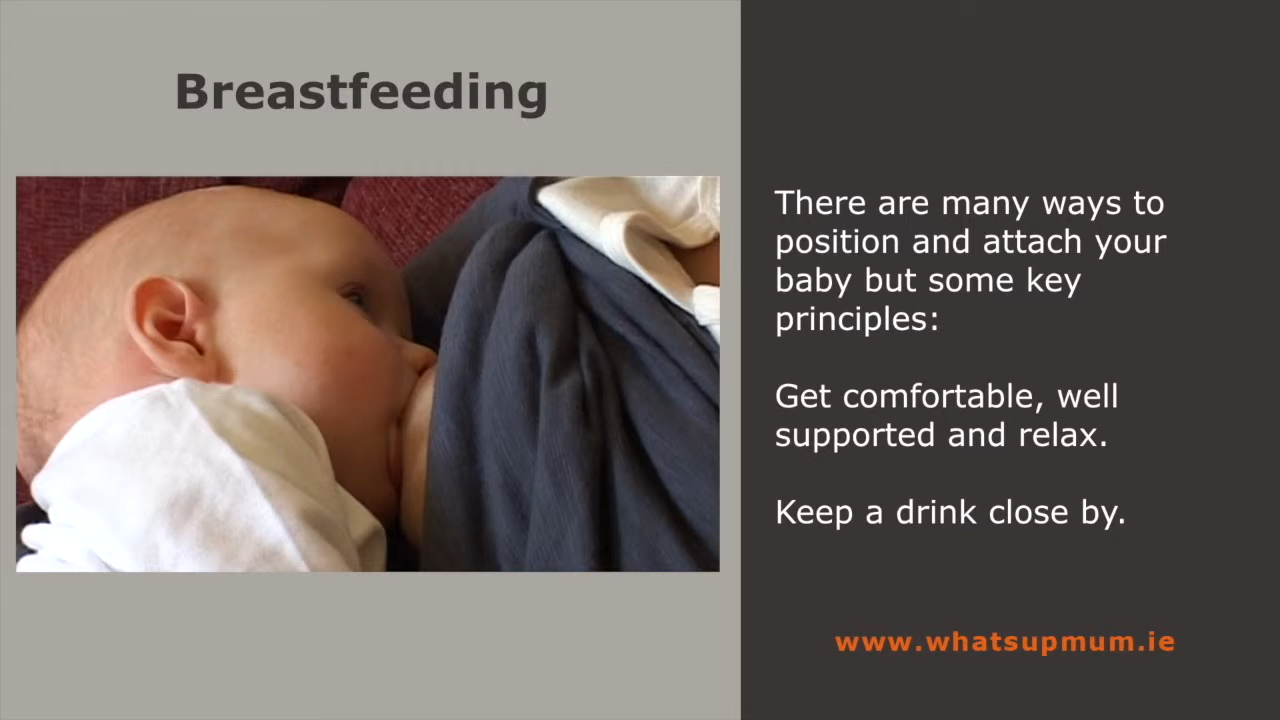 Breastfeeding
There are many ways to
position and attach your
baby but some key
principles:
Get comfortable, well
supported and relax.
Keep a drink close by.
www.whatsupmum.ie